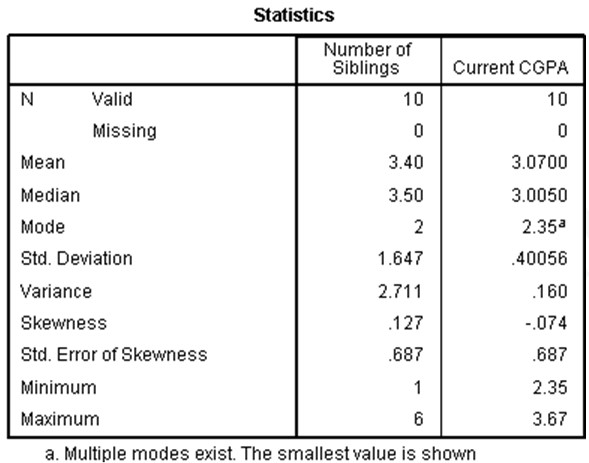 Statistics
Number of Siblings Current CGPA
N Valid 10 10
Missing 0 0
Mean 3.40 3.0700
Median 3.50 3.0050
Mode 2 2.35a
Std. Deviation 1.647 .40056
Variance 2.711 .160
Skewness .127 -.074
Std. Error of Skewness .687 .687
Minimum 1 2.35
Maximum 6 3.67
a. Multiple modes exist. The smallest value is shown